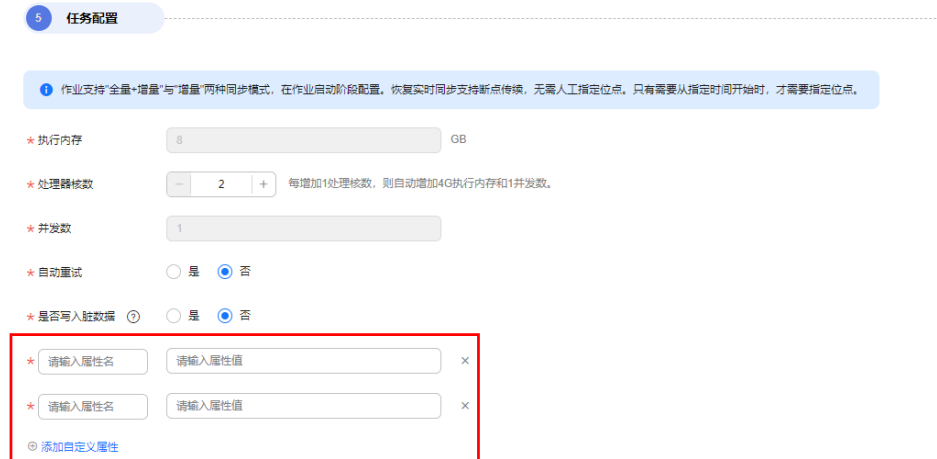 5 任务配置
作业支持"全量+增量"与"增量"两种同步模式，在作业启动阶段配置。恢复实时同步支持断点传续，无需人工指定位点。只有需要从指定时间开始时，才需要指定位点。
* 执行内存 8 GB
* 处理器核数 − 2 + 每增加1处理核数，则自动增加4G执行内存和1并发数。
* 并发数 1
* 自动重试 是 否
* 是否写入脏数据 ? 是 否
* 请输入属性名 请输入属性值 ×
* 请输入属性名 请输入属性值 ×
⊕ 添加自定义属性